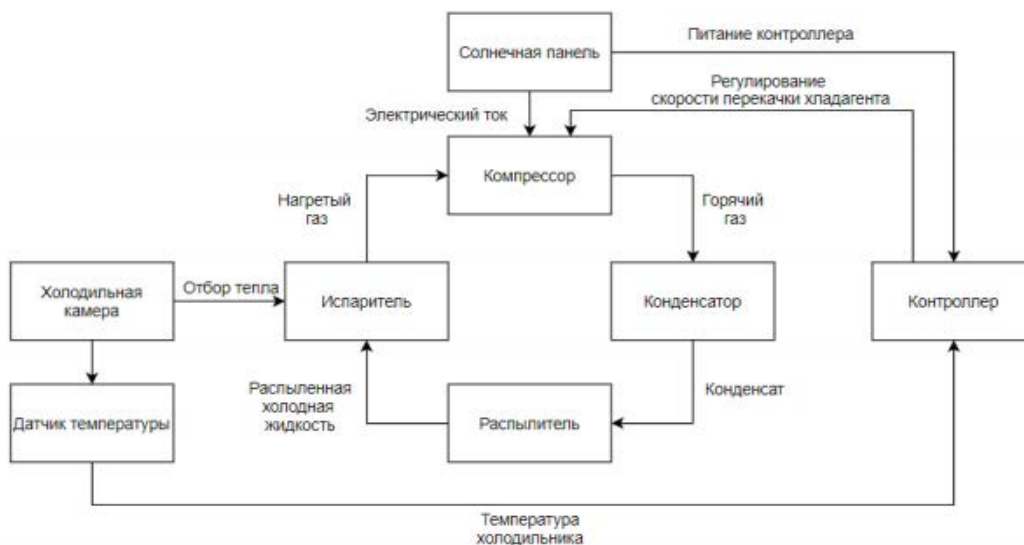 Солнечная панель
Питание контроллера
Регулирование
скорости перекачки хладагента
Электрический ток
Компрессор
Нагретый
газ
Горячий
газ
Холодильная
камера
Отбор тепла
Испаритель
Конденсатор
Контроллер
Датчик температуры
Распыленная
холодная
жидкость
Распылитель
Конденсат
Температура
холодильника